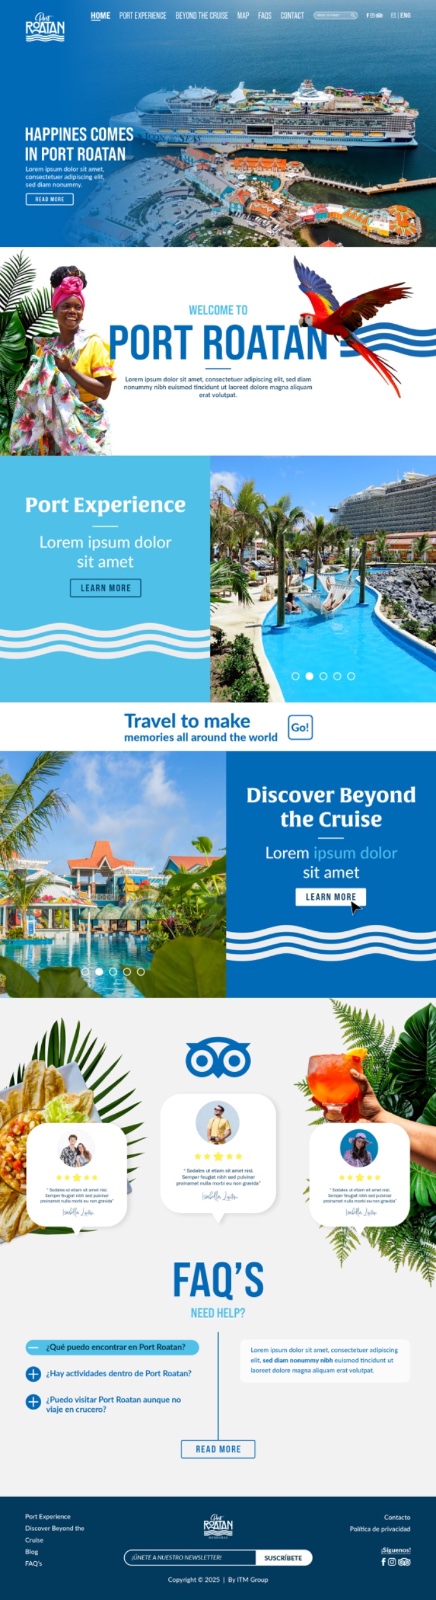 Port
ROATAN
HOME PORT EXPERIENCE BEYOND THE CRUISE MAP FAQS CONTACT
ES | ENG
HAPPINES COMES
IN PORT ROATAN
Lorem ipsum dolor sit amet,
consectetuer adipiscing elit,
sed diam nonummy.
READ MORE
WELCOME TO
PORT ROATAN
Lorem ipsum dolor sit amet, consectetuer adipiscing elit, sed diam
nonummy nibh euismod tincidunt ut laoreet dolore magna aliquam
erat volutpat.
Port Experience
Lorem ipsum dolor
sit amet
LEARN MORE
Travel to make
memories all around the world
Go!
Discover Beyond
the Cruise
Lorem ipsum dolor
sit amet
LEARN MORE
" Sodales ut etiam sit amet nisl.
Semper feugiat nibh sed pulvinar
proinamet nulla morbi eu non gravida"
" Sodales ut etiam sit amet nisl.
Semper feugiat nibh sed pulvinar
proinamet nulla morbi eu non gravida"
" Sodales ut etiam sit amet nisl.
Semper feugiat nibh sed pulvinar
proinamet nulla morbi eu non gravida"
FAQ'S
NEED HELP?
¿Qué puedo encontrar en Port Roatan?
¿Hay actividades dentro de Port Roatan?
¿Puedo visitar Port Roatan aunque no
viaje en crucero?
Lorem ipsum dolor sit amet, consectetuer adipiscing
elit, sed diam nonummy nibh euismod tincidunt ut
laoreet dolore magna aliquam erat volutpat.
READ MORE
Port Experience
Discover Beyond the
Cruise
Blog
FAQ's
Port
ROATAN
¡ÚNETE A NUESTRO NEWSLETTER!
SUSCRÍBETE
Copyright © 2025 | By ITM Group
Contacto
Política de privacidad
¡Síguenos!